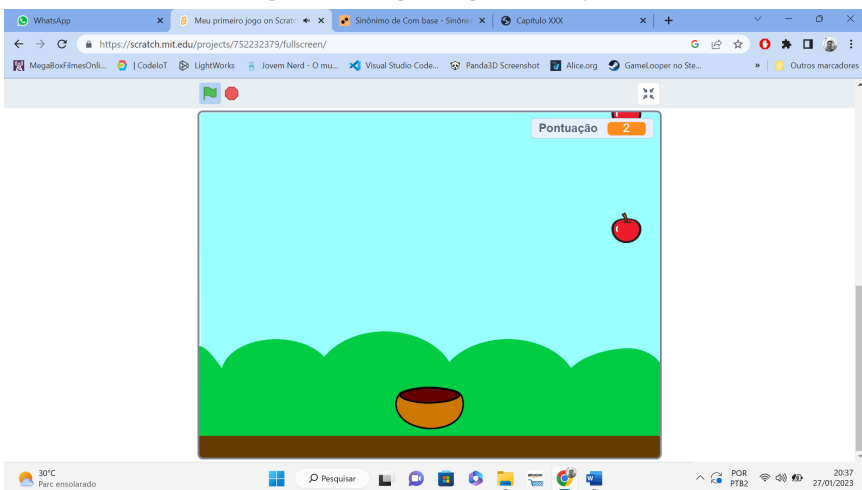 WhatsApp
Meu primeiro jogo on Scratc
Sinônimo de Com base - Sinônim
Capítulo XXX
https://scratch.mit.edu/projects/752232379/fullscreen/
MegaBoxFilmesOnli...
| CodeIoT
LightWorks
Jovem Nerd - O mu...
Visual Studio Code...
Panda3D Screenshot
Alice.org
GameLooper no Ste...
»
Outros marcadores
Pontuação 2
30°C
Parc ensolarado
Pesquisar
POR
PTB2
20:37
27/01/2023